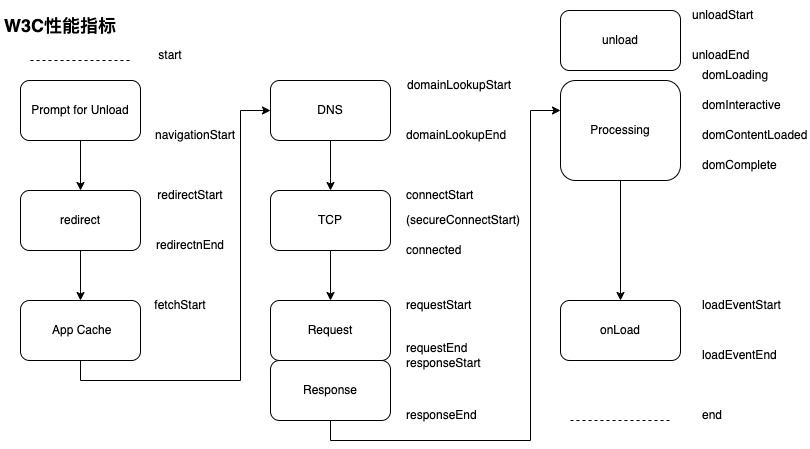 W3C性能指标
start
Prompt for Unload
navigationStart
redirectStart
redirect
redirectnEnd
fetchStart
App Cache
domainLookupStart
DNS
domainLookupEnd
connectStart
TCP
(secureConnectStart)
connected
requestStart
Request
requestEnd
responseStart
Response
responseEnd
unloadStart
unload
unloadEnd
domLoading
domInteractive
Processing
domContentLoaded
domComplete
loadEventStart
onLoad
loadEventEnd
end